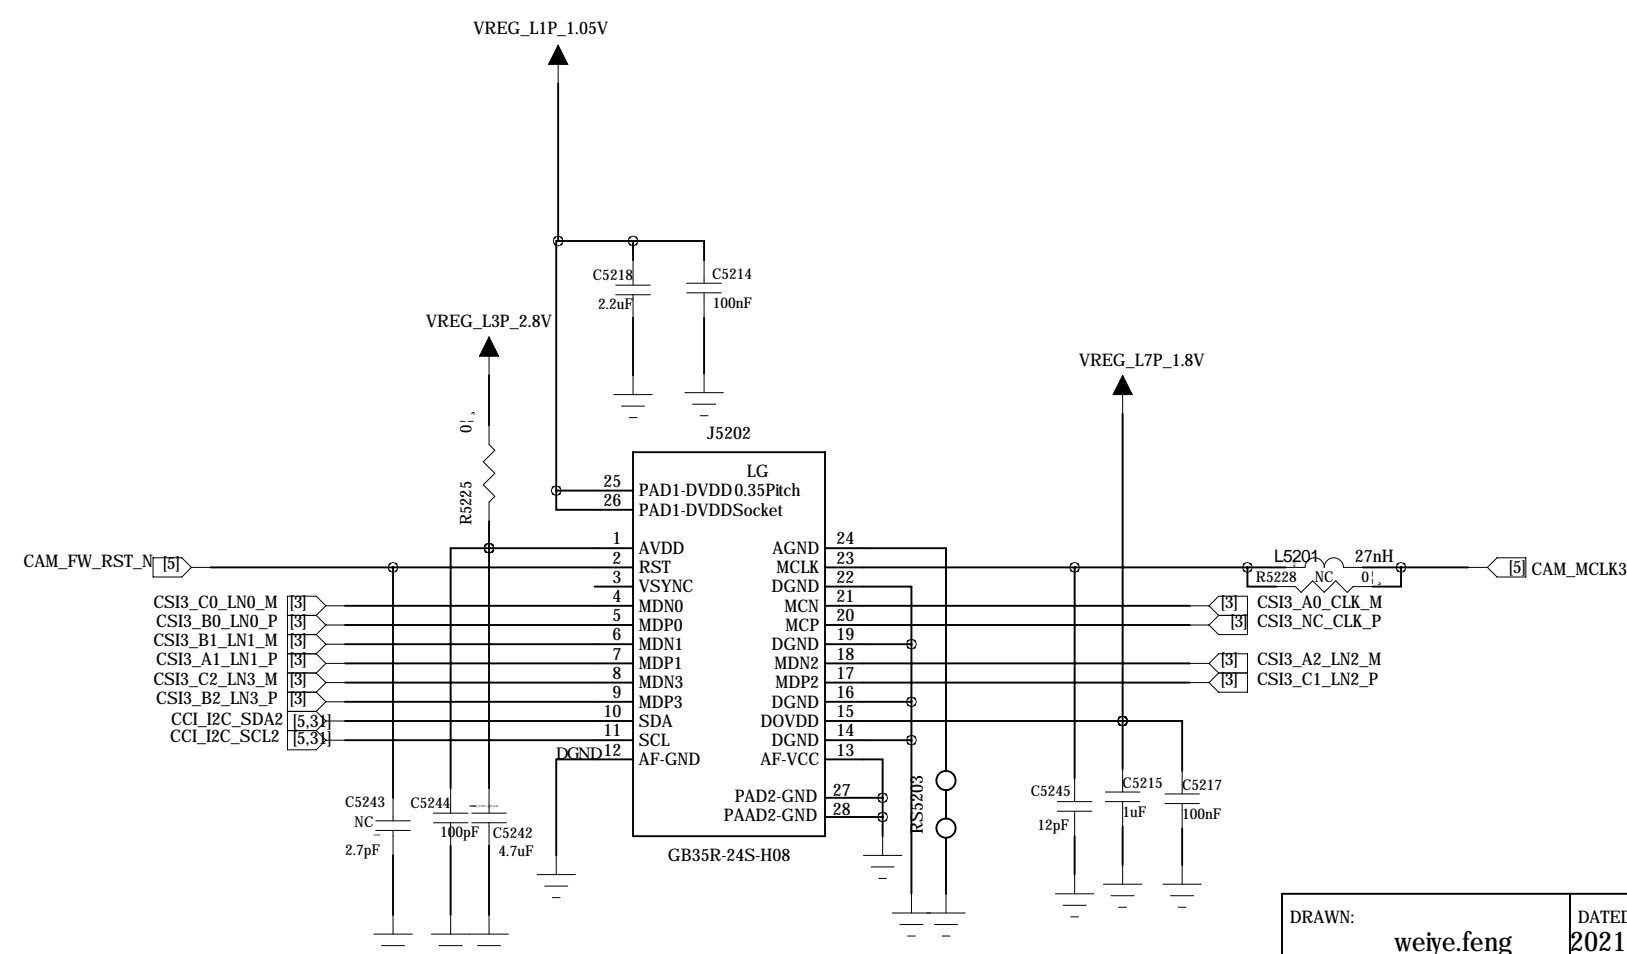 VREG_L1P_1.05V
C5218
C5214
2.2uF
100nF
VREG_L3P_2.8V
VREG_L7P_1.8V
R5225
J5202
LG
25 PAD1-DVDD 0.35Pitch
26 PAD1-DVDDSocket
1 AVDD
2 RST
3 VSYNC
4 MDN0
5 MDP0
6 MDN1
7 MDP1
8 MDN3
9 MDP3
10 SDA
11 SCL
12 AF-GND
DGND
AGND 24
MCLK 23
DGND 22
MCN 21
MCP 20
DGND 19
MDN2 18
MDP2 17
DGND 16
DOVDD 15
DGND 14
AF-VCC 13
PAD2-GND 27
PAAD2-GND 28
GB35R-24S-H08
CAM_FW_RST_N [5]
CSI3_C0_LN0_M [3]
CSI3_B0_LN0_P [3]
CSI3_B1_LN1_M [3]
CSI3_A1_LN1_P [3]
CSI3_C2_LN3_M [3]
CSI3_B2_LN3_P [3]
CCI_I2C_SDA2 [5,31]
CCI_I2C_SCL2 [5,31]
L5201 27nH
R5228 NC
[5] CAM_MCLK3
[3] CSI3_A0_CLK_M
[3] CSI3_NC_CLK_P
[3] CSI3_A2_LN2_M
[3] CSI3_C1_LN2_P
C5243
NC
2.7pF
C5244
100pF
C5242
4.7uF
RS5203
C5245
12pF
C5215
1uF
C5217
100nF
DRAWN:
weiye.feng
DATED
2021